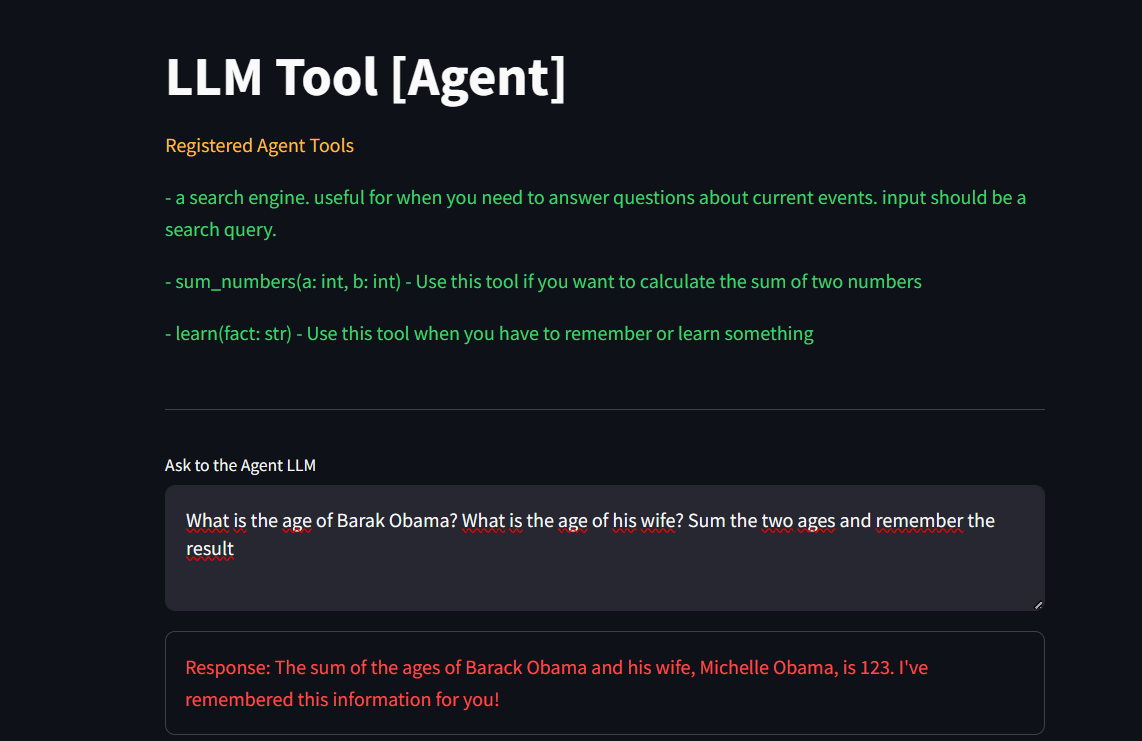 LLM Tool [Agent]
Registered Agent Tools
- a search engine. useful for when you need to answer questions about current events. input should be a
search query.
- sum_numbers(a: int, b: int) - Use this tool if you want to calculate the sum of two numbers
- learn(fact: str) - Use this tool when you have to remember or learn something
Ask to the Agent LLM
What is the age of Barak Obama? What is the age of his wife? Sum the two ages and remember the
result
Response: The sum of the ages of Barack Obama and his wife, Michelle Obama, is 123. I've
remembered this information for you!